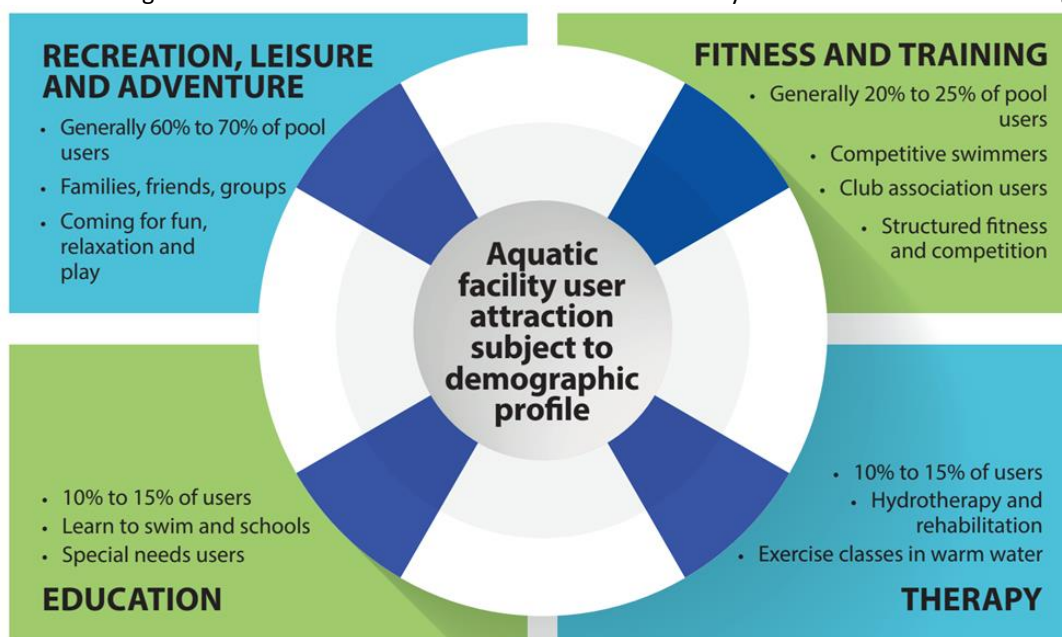 RECREATION, LEISURE
AND ADVENTURE
• Generally 60% to 70% of pool
users
• Families, friends, groups
• Coming for fun,
relaxation and
play
FITNESS AND TRAINING
• Generally 20% to 25% of pool
users
• Competitive swimmers
• Club association users
• Structured fitness
and competition
Aquatic
facility user
attraction
subject to
demographic
profile
• 10% to 15% of users
• Learn to swim and schools
• Special needs users
EDUCATION
• 10% to 15% of users
• Hydrotherapy and
rehabilitation
• Exercise classes in warm water
THERAPY